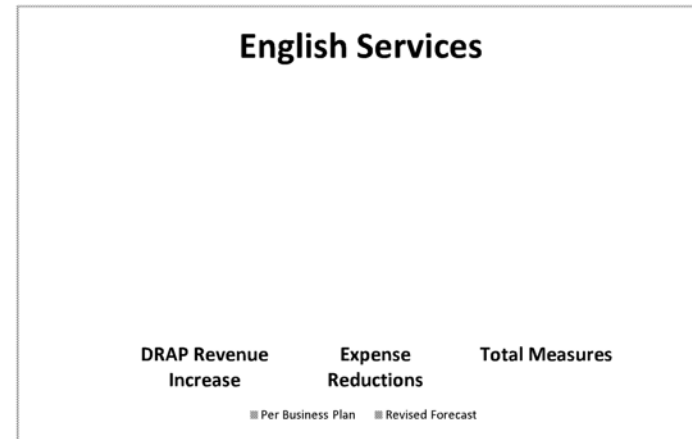 English Services
DRAP Revenue Increase
Expense Reductions
Total Measures
Per Business Plan
Revised Forecast